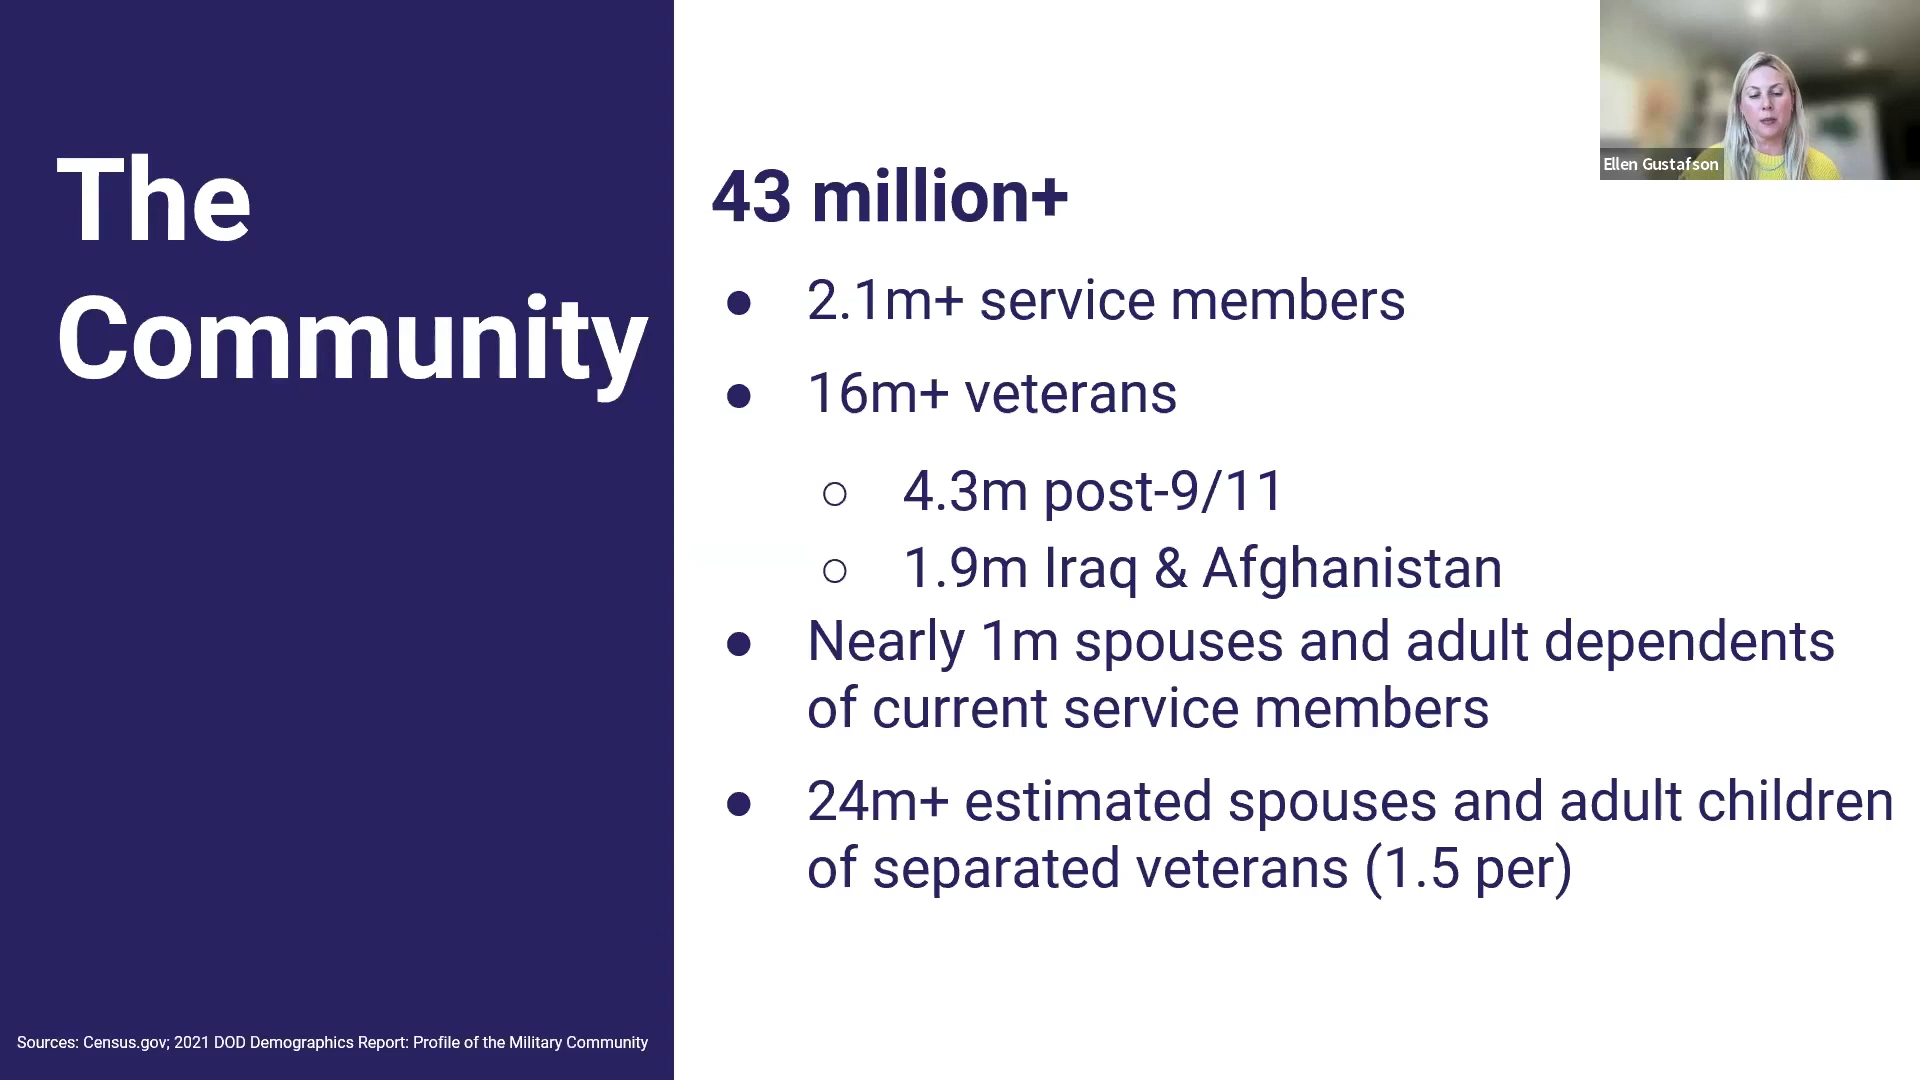 The
Community
43 million+
● 2.1m+ service members
● 16m+ veterans
○ 4.3m post-9/11
○ 1.9m Iraq & Afghanistan
● Nearly 1m spouses and adult dependents
of current service members
● 24m+ estimated spouses and adult children
of separated veterans (1.5 per)
Sources: Census.gov; 2021 DOD Demographics Report: Profile of the Military Community
Ellen Gustafson